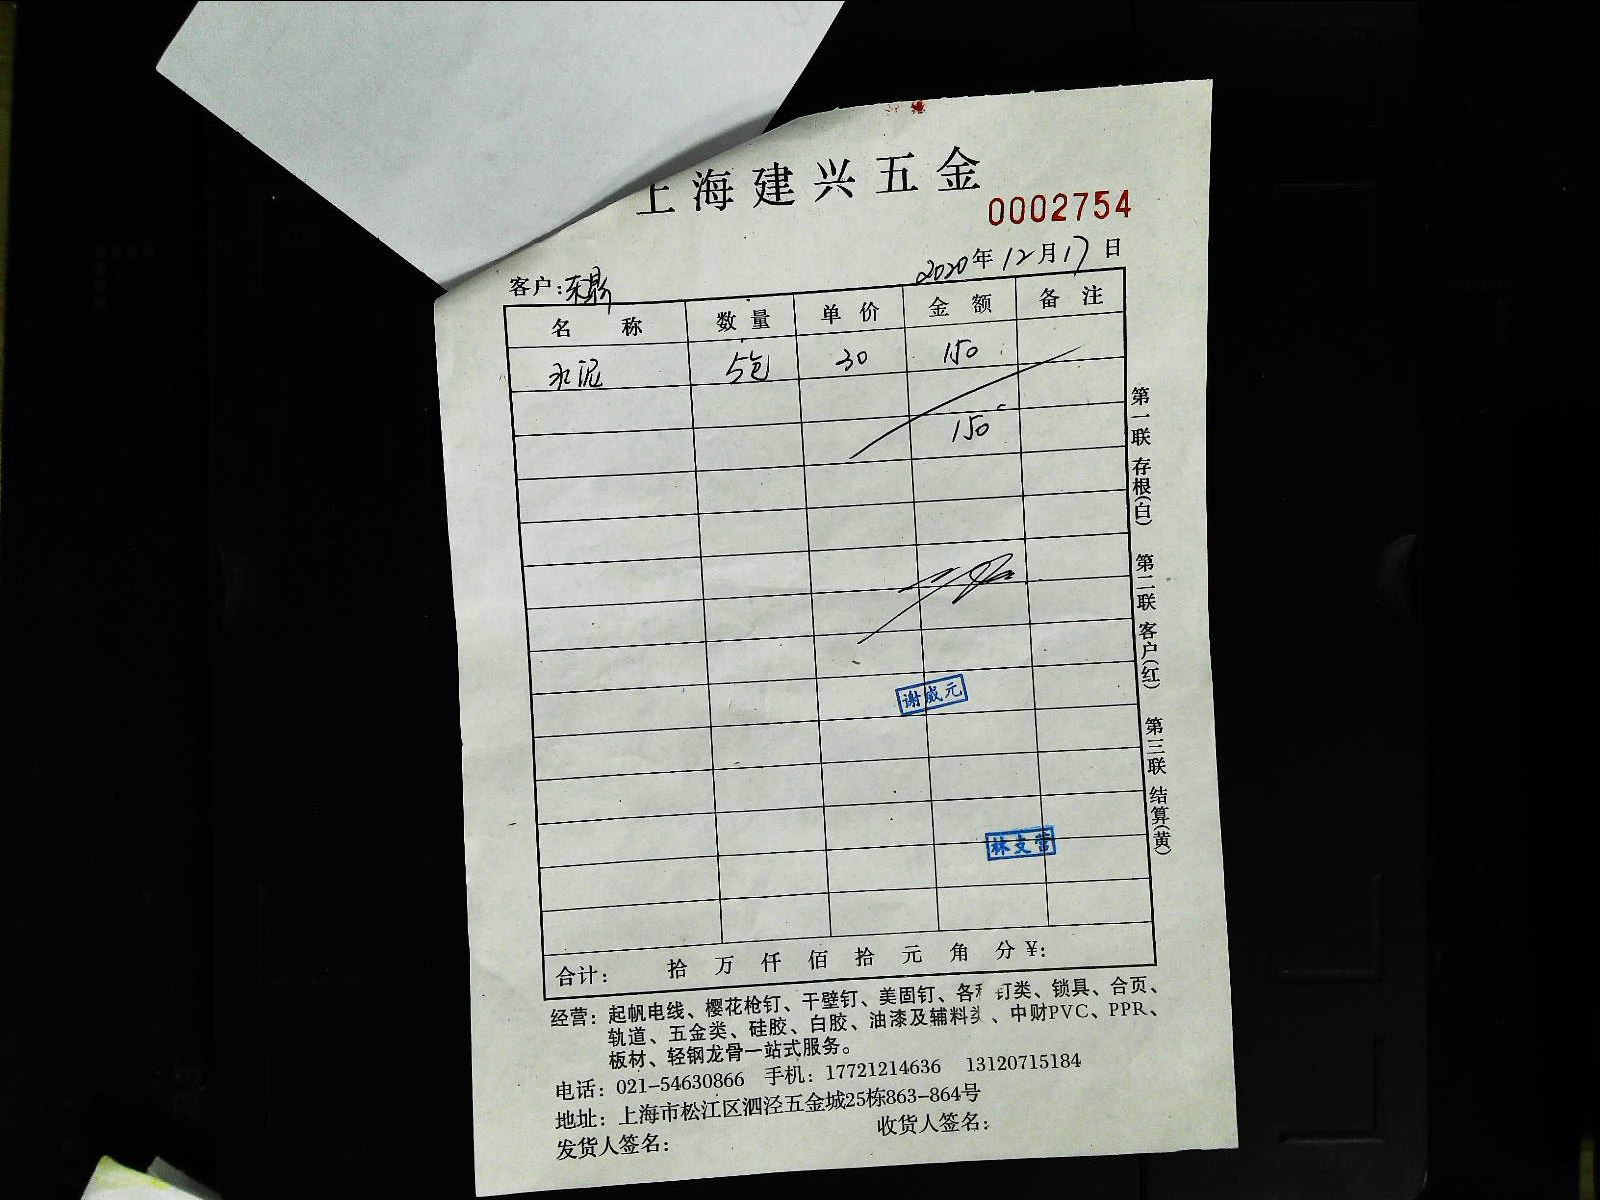 上海建兴五金
0002754
2020年12月17日
客户:东鼎
名 称 数量 单价 金额 备注
水泥 5包 30 150
150
谢威元
林支营
合计: 拾 万 仟 佰 拾 元 角 分 ¥:
经营: 起帆电线、樱花枪钉、干壁钉、美固钉、各种钉类、锁具、合页、
轨道、五金类、硅胶、白胶、油漆及辅料类、中财PVC、PPR、
板材、轻钢龙骨一站式服务。
电话: 021-54630866 手机: 17721214636 13120715184
地址: 上海市松江区泗泾五金城25栋863-864号
发货人签名: 收货人签名:
第一联 存根(白) 第二联 客户(红) 第三联 结算(黄)